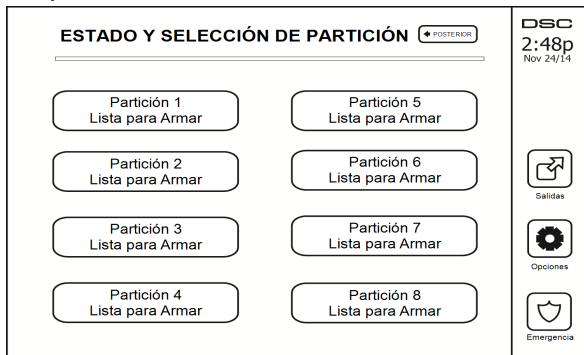 ESTADO Y SELECCIÓN DE PARTICIÓN
POSTERIOR
DSC
2:48p
Nov 24/14
Partición 1
Lista para Armar
Partición 5
Lista para Armar
Partición 2
Lista para Armar
Partición 6
Lista para Armar
Partición 3
Lista para Armar
Partición 7
Lista para Armar
Partición 4
Lista para Armar
Partición 8
Lista para Armar
Salidas
Opciones
Emergencia